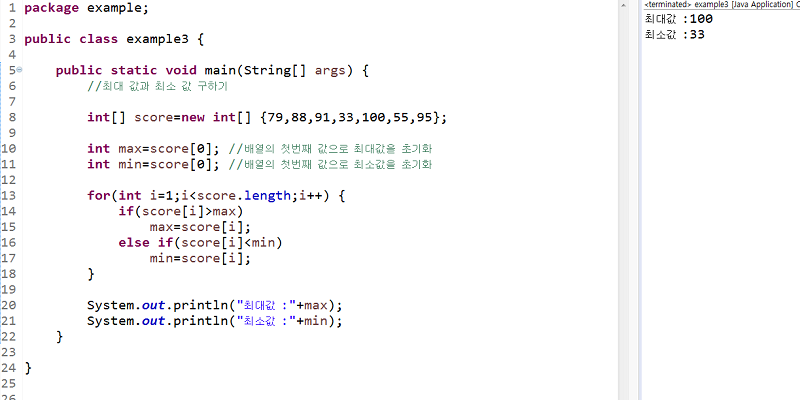 1 package example;
2
3 public class example3 {
4
5 public static void main(String[] args) {
6 //최대 값과 최소 값 구하기
7
8 int[] score=new int[] {79,88,91,33,100,55,95};
9
10 int max=score[0]; //배열의 첫번째 값으로 최대값을 초기화
11 int min=score[0]; //배열의 첫번째 값으로 최소값을 초기화
12
13 for(int i=1;i<score.length;i++) {
14 if(score[i]>max)
15 max=score[i];
16 else if(score[i]<min)
17 min=score[i];
18 }
19
20 System.out.println("최대값 :"+max);
21 System.out.println("최소값 :"+min);
22 }
23
24 }
25
26
<terminated> example3 [Java Application] C
최대값 :100
최소값 :33